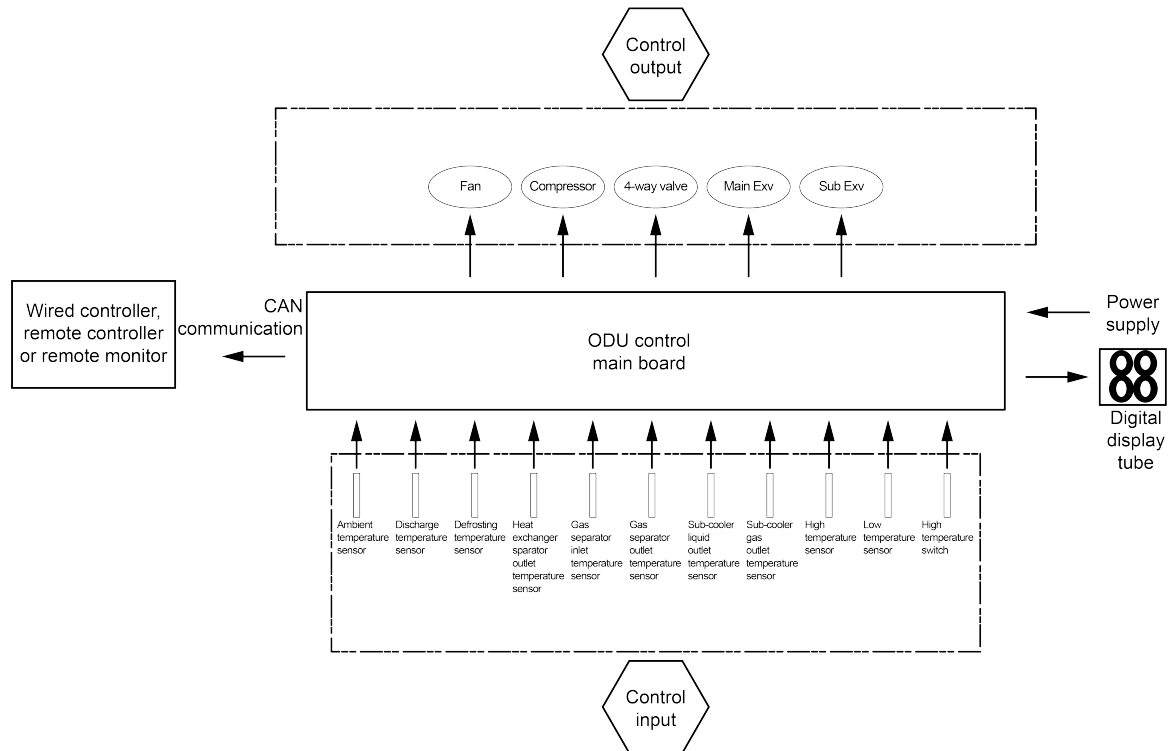 Control
output
Fan
Compressor
4-way valve
Main Exv
Sub Exv
Wired controller,
remote controller
or remote monitor
CAN
communication
ODU control
main board
Power
supply
88
Digital
display
tube
Ambient
temperature
sensor
Discharge
temperature
sensor
Defrosting
temperature
sensor
Heat
exchanger
sparator
outlet
temperature
sensor
Gas
separator
inlet
temperature
sensor
Gas
separator
outlet
temperature
sensor
Sub-cooler
liquid
outlet
temperature
sensor
Sub-cooler
gas
outlet
temperature
sensor
High
temperature
sensor
Low
temperature
sensor
High
temperature
switch
Control
input